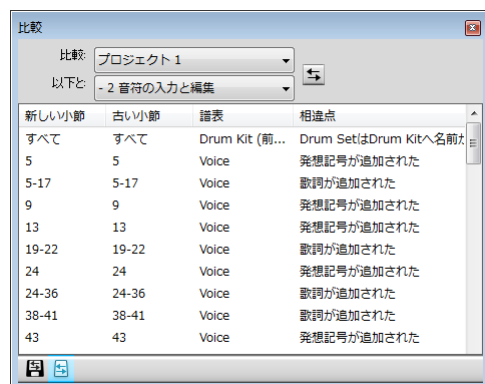 比較
比較: プロジェクト 1
以下と: - 2 音符の入力と編集
新しい小節 古い小節 譜表 相違点
すべて すべて Drum Kit (前... Drum SetはDrum Kitへ名前が
5 5 Voice 発想記号が追加された
5-17 5-17 Voice 歌詞が追加された
9 9 Voice 発想記号が追加された
13 13 Voice 発想記号が追加された
19-22 19-22 Voice 歌詞が追加された
24 24 Voice 発想記号が追加された
24-36 24-36 Voice 歌詞が追加された
38-41 38-41 Voice 歌詞が追加された
43 43 Voice 発想記号が追加された